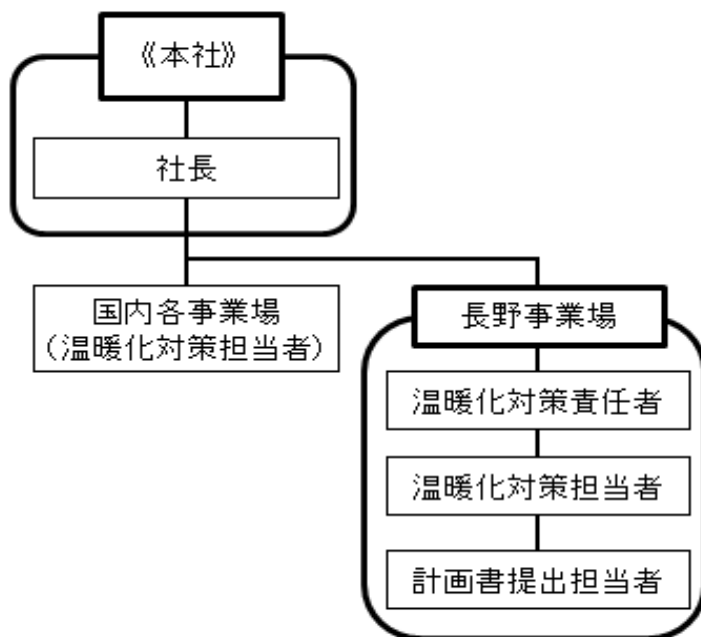 《本社》
社長
国内各事業場
（温暖化対策担当者）
長野事業場
温暖化対策責任者
温暖化対策担当者
計画書提出担当者